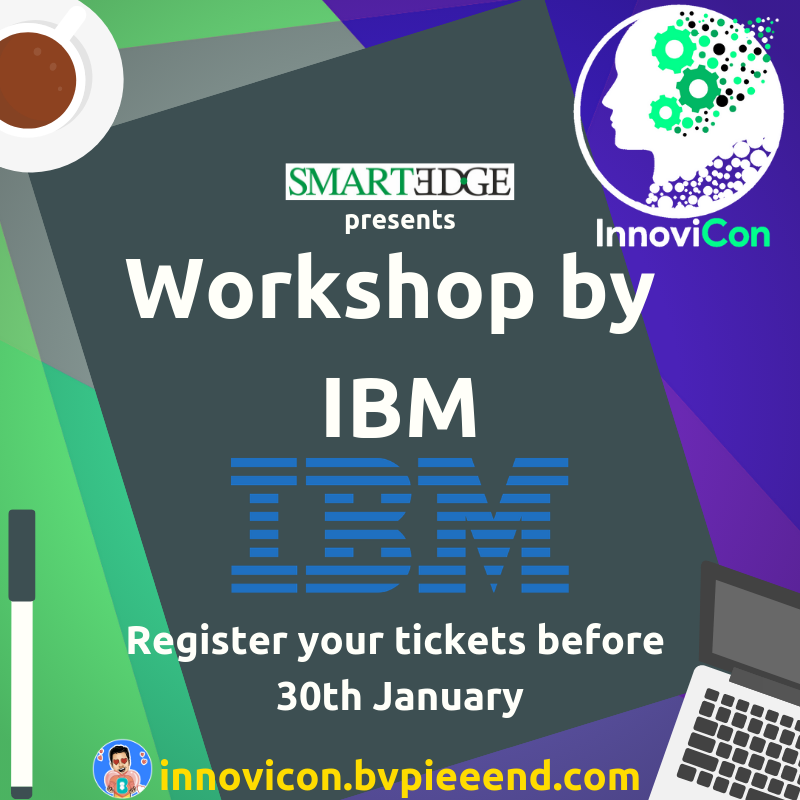 SMARTEDGE
presents
InnoviCon
Workshop by
IBM
IBM
Register your tickets before
30th January
innovicon.bvpieeend.com